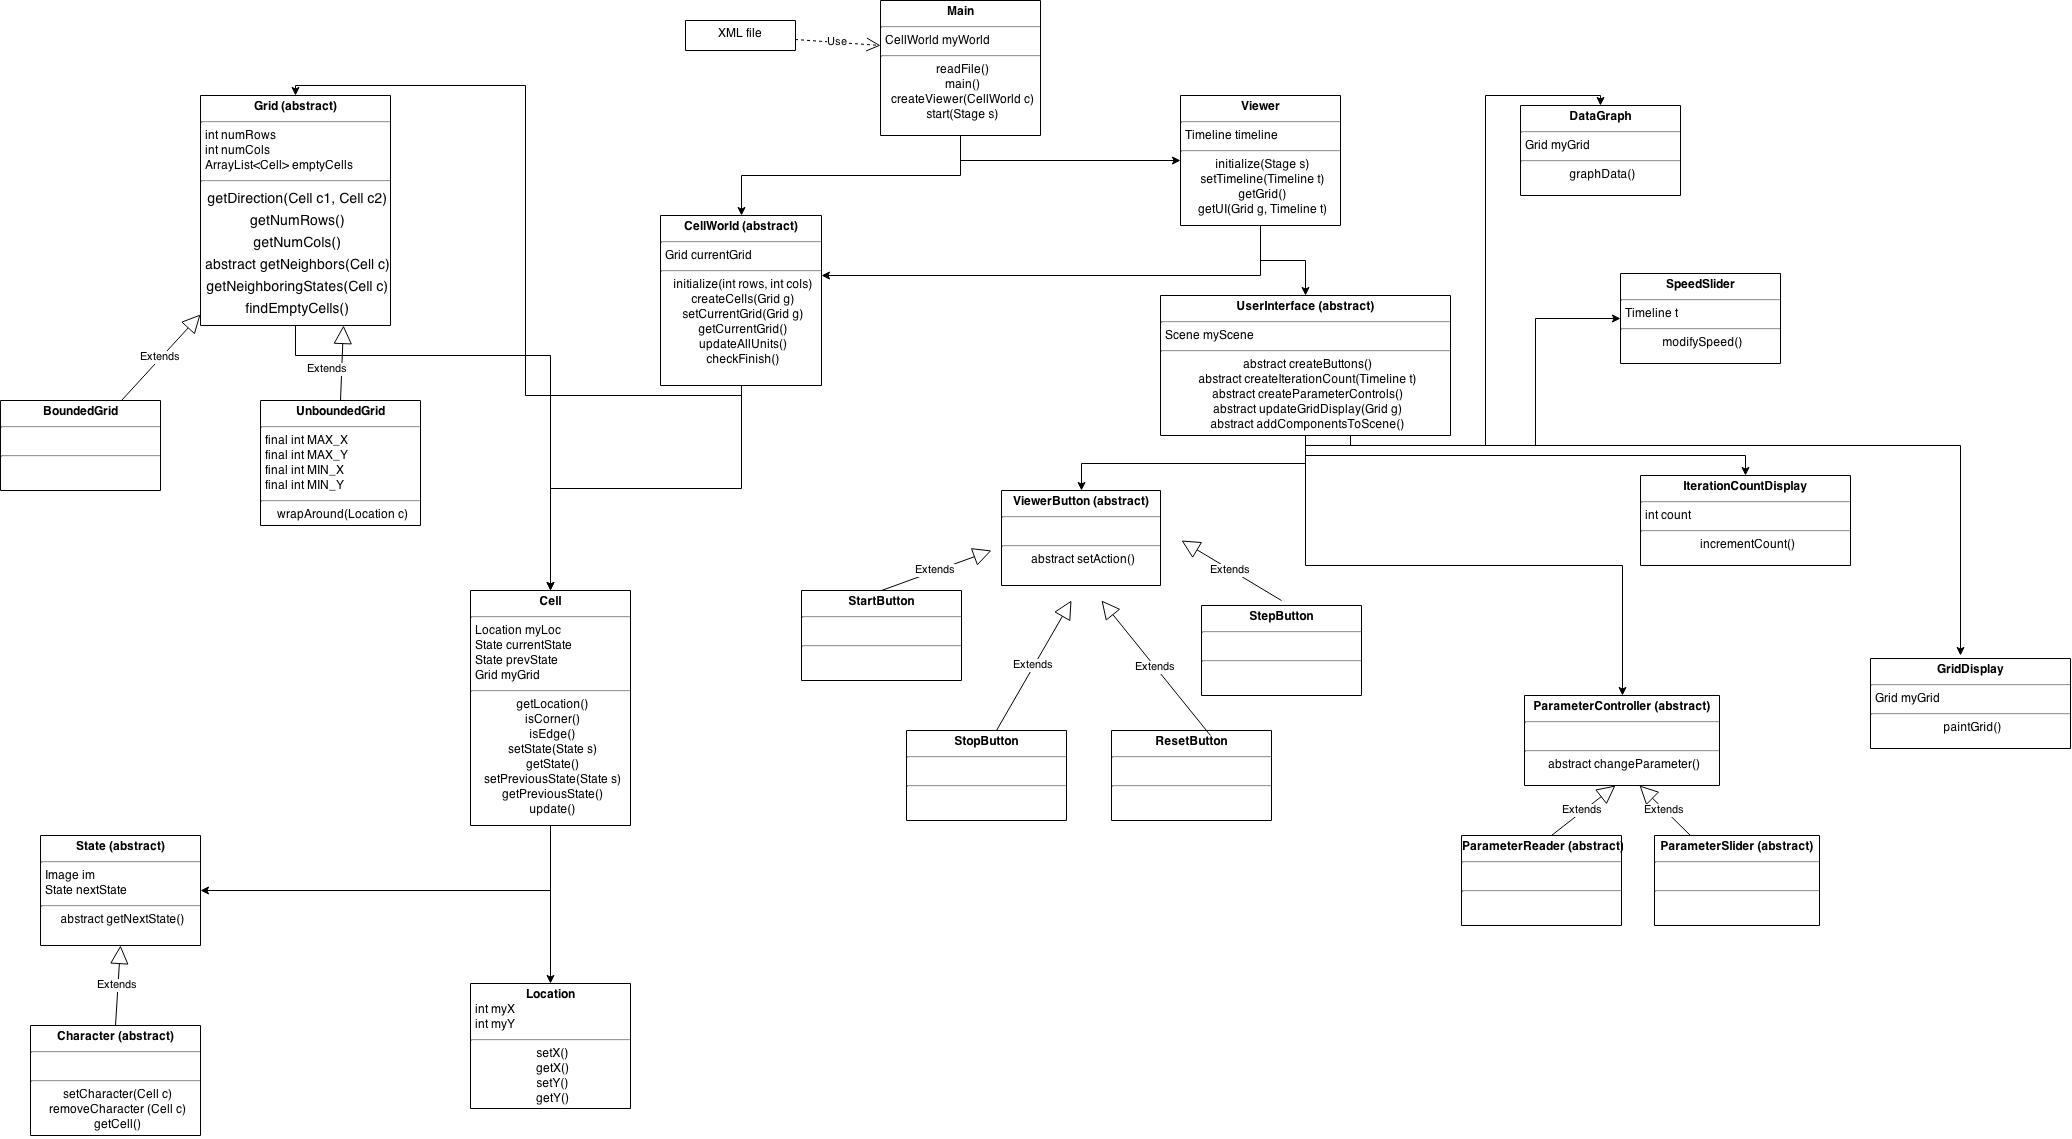 XML file
Use
Main
CellWorld myWorld
readFile()
main()
createViewer(CellWorld c)
start(Stage s)
Grid (abstract)
int numRows
int numCols
ArrayList<Cell> emptyCells
getDirection(Cell c1, Cell c2)
getNumRows()
getNumCols()
abstract getNeighbors(Cell c)
getNeighboringStates(Cell c)
findEmptyCells()
Viewer
Timeline timeline
initialize(Stage s)
setTimeline(Timeline t)
getGrid()
getUI(Grid g, Timeline t)
DataGraph
Grid myGrid
graphData()
CellWorld (abstract)
Grid currentGrid
initialize(int rows, int cols)
createCells(Grid g)
setCurrentGrid(Grid g)
getCurrentGrid()
updateAllUnits()
checkFinish()
SpeedSlider
Timeline t
modifySpeed()
UserInterface (abstract)
Scene myScene
abstract createButtons()
abstract createIterationCount(Timeline t)
abstract createParameterControls()
abstract updateGridDisplay(Grid g)
abstract addComponentsToScene()
Extends
Extends
BoundedGrid
UnboundedGrid
final int MAX_X
final int MAX_Y
final int MIN_X
final int MIN_Y
wrapAround(Location c)
ViewerButton (abstract)
abstract setAction()
IterationCountDisplay
int count
incrementCount()
Extends
Extends
StartButton
StepButton
Cell
Location myLoc
State currentState
State prevState
Grid myGrid
getLocation()
isCorner()
isEdge()
setState(State s)
getState()
setPreviousState(State s)
getPreviousState()
update()
Extends
Extends
StopButton
ResetButton
GridDisplay
Grid myGrid
paintGrid()
ParameterController (abstract)
abstract changeParameter()
Extends
Extends
ParameterReader (abstract)
ParameterSlider (abstract)
State (abstract)
Image im
State nextState
abstract getNextState()
Extends
Location
int myX
int myY
setX()
getX()
setY()
getY()
Character (abstract)
setCharacter(Cell c)
removeCharacter (Cell c)
getCell()